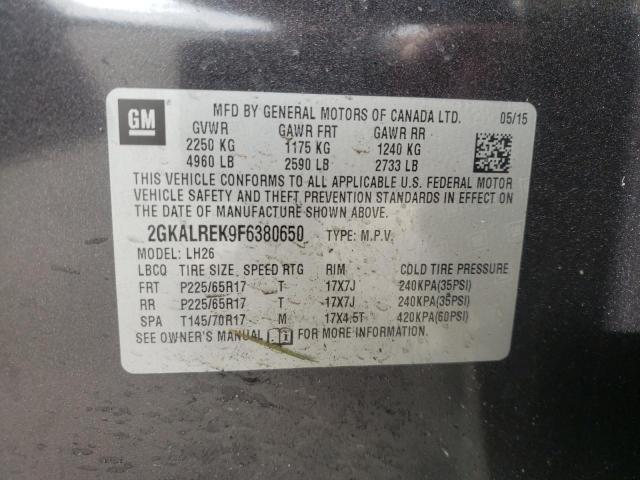 GM
MFD BY GENERAL MOTORS OF CANADA LTD. 05/15
GVWR GAWR FRT GAWR RR
2250 KG 1175 KG 1240 KG
4960 LB 2590 LB 2733 LB
THIS VEHICLE CONFORMS TO ALL APPLICABLE U.S. FEDERAL MOTOR
VEHICLE SAFETY AND THEFT PREVENTION STANDARDS IN EFFECT ON
THE DATE OF MANUFACTURE SHOWN ABOVE.
2GKALREK9F6380650 TYPE: M.P.V.
MODEL: LH26
LBCQ TIRE SIZE, SPEED RTG RIM COLD TIRE PRESSURE
FRT P225/65R17 T 17X7J 240KPA(35PSI)
RR P225/65R17 T 17X7J 240KPA(35PSI)
SPA T145/70R17 M 17X4.5T 420KPA(60PSI)
SEE OWNER'S MANUAL FOR MORE INFORMATION.